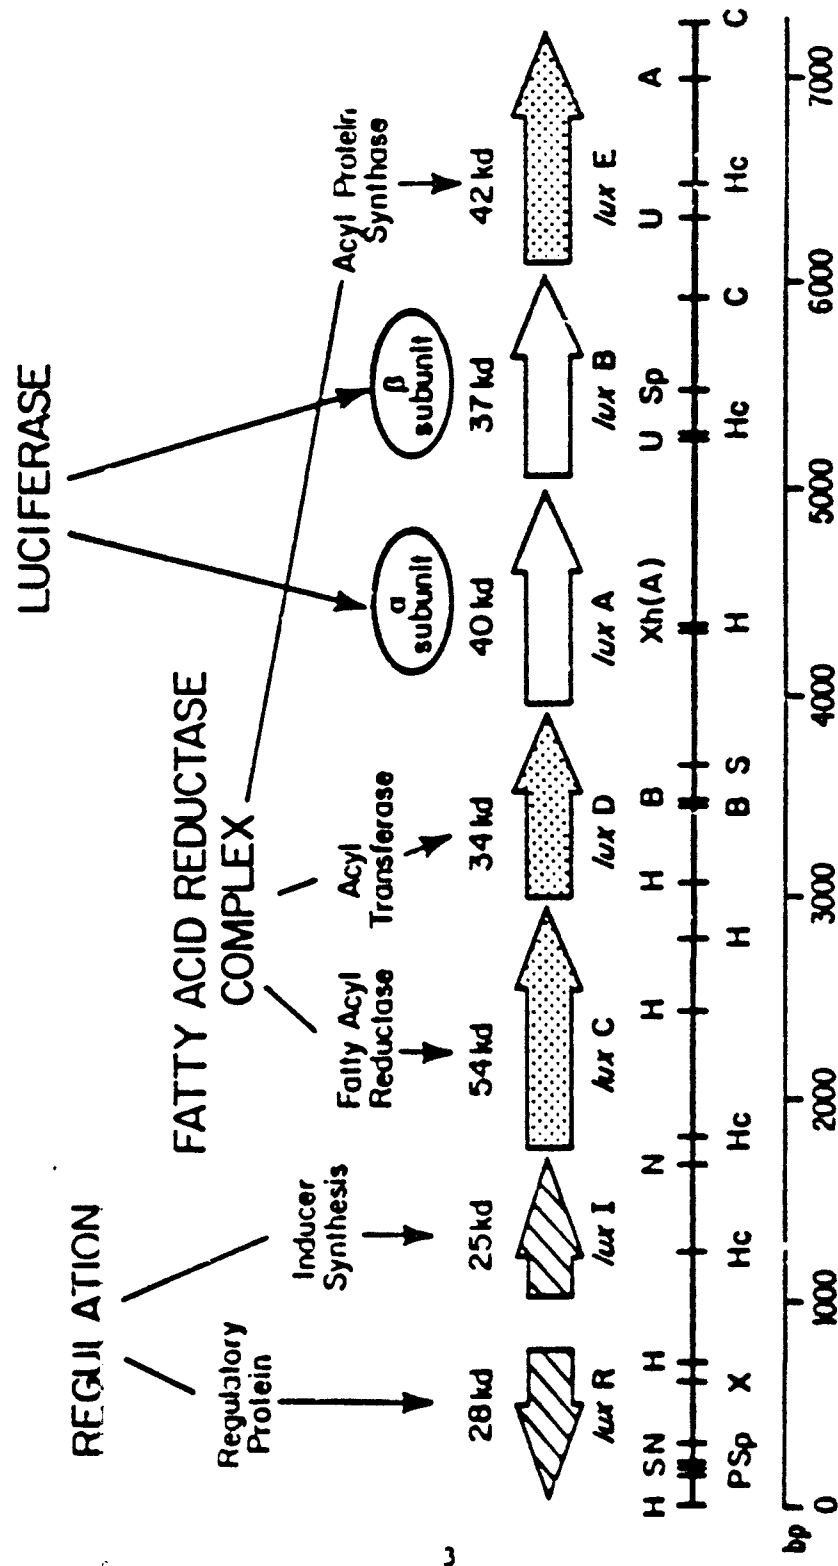 LUCIFERASE
FATTY ACID REDUCTASE
COMPLEX
REGULATION
Regulatory
Protein
Inducer
Synthesis
Fatty Acyl
Reductase
Acyl
Transferase
α
subunit
β
subunit
Acyl Protein
Synthase
28kd
25kd
54kd
34kd
40kd
37kd
42kd
lux R
lux I
lux C
lux D
lux A
lux B
lux E
H SN H N H H B Xh(A) U Sp U A
PSp X Hc Hc H B S H Hc C Hc C
bp 0 1000 2000 3000 4000 5000 6000 7000
3